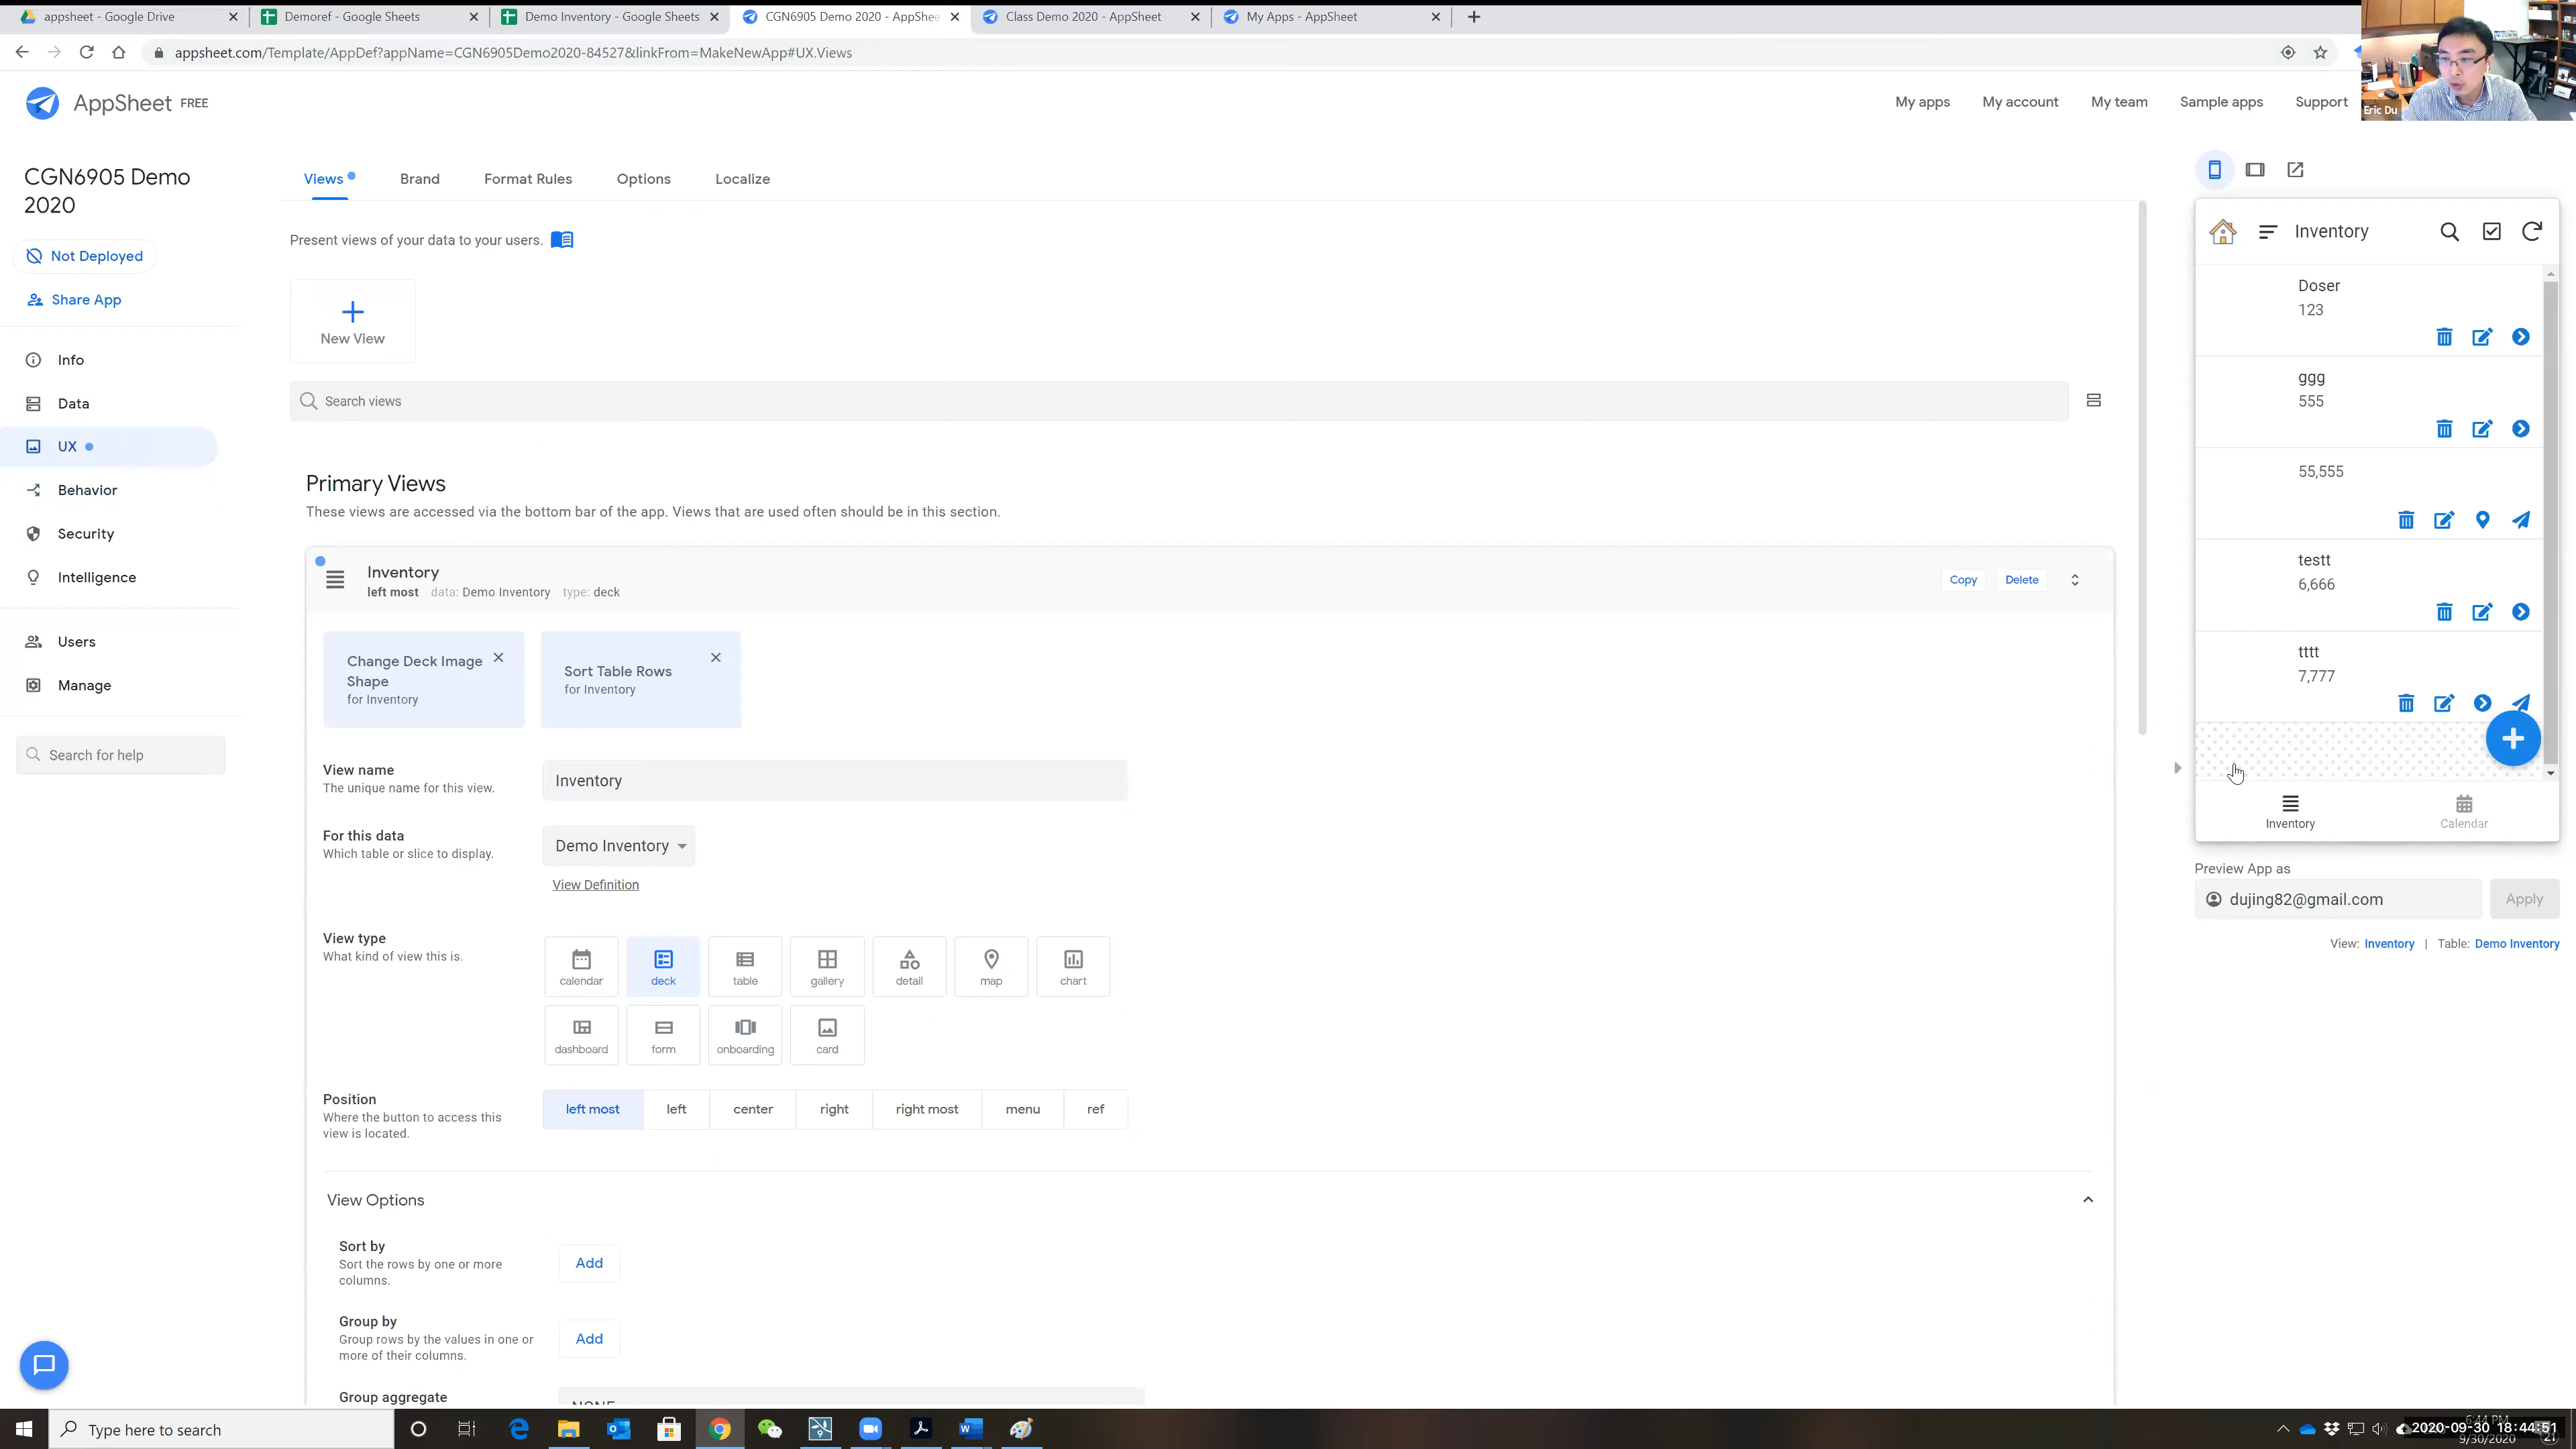 appsheet - Google Drive
Demoref - Google Sheets
Demo Inventory - Google Sheets
CGN6905 Demo 2020 - AppShee
Class Demo 2020 - AppSheet
My Apps - AppSheet
appsheet.com/Template/AppDef?appName=CGN6905Demo2020-84527&linkFrom=MakeNewApp#UX.Views
Eric Du
AppSheet FREE
My apps
My account
My team
Sample apps
Support
CGN6905 Demo
2020
Not Deployed
Share App
Info
Data
UX
Behavior
Security
Intelligence
Users
Manage
Search for help
Views
Brand
Format Rules
Options
Localize
Present views of your data to your users.
New View
Search views
Primary Views
These views are accessed via the bottom bar of the app. Views that are used often should be in this section.
Inventory
left most data: Demo Inventory type: deck
Copy
Delete
Change Deck Image
Shape
for Inventory
Sort Table Rows
for Inventory
View name
The unique name for this view.
Inventory
For this data
Which table or slice to display.
Demo Inventory
View Definition
View type
What kind of view this is.
calendar
deck
table
gallery
detail
map
chart
dashboard
form
onboarding
card
Position
Where the button to access this
view is located.
left most
left
center
right
right most
menu
ref
View Options
Sort by
Sort the rows by one or more
columns.
Add
Group by
Group rows by the values in one or
more of their columns.
Add
Group aggregate
NONE
Inventory
Doser
123
ggg
555
55,555
testt
6,666
tttt
7,777
Inventory
Calendar
Preview App as
dujing82@gmail.com
Apply
View: Inventory | Table: Demo Inventory
Type here to search
6:44 PM
2020-09-30 18:44:51
9/30/2020
21